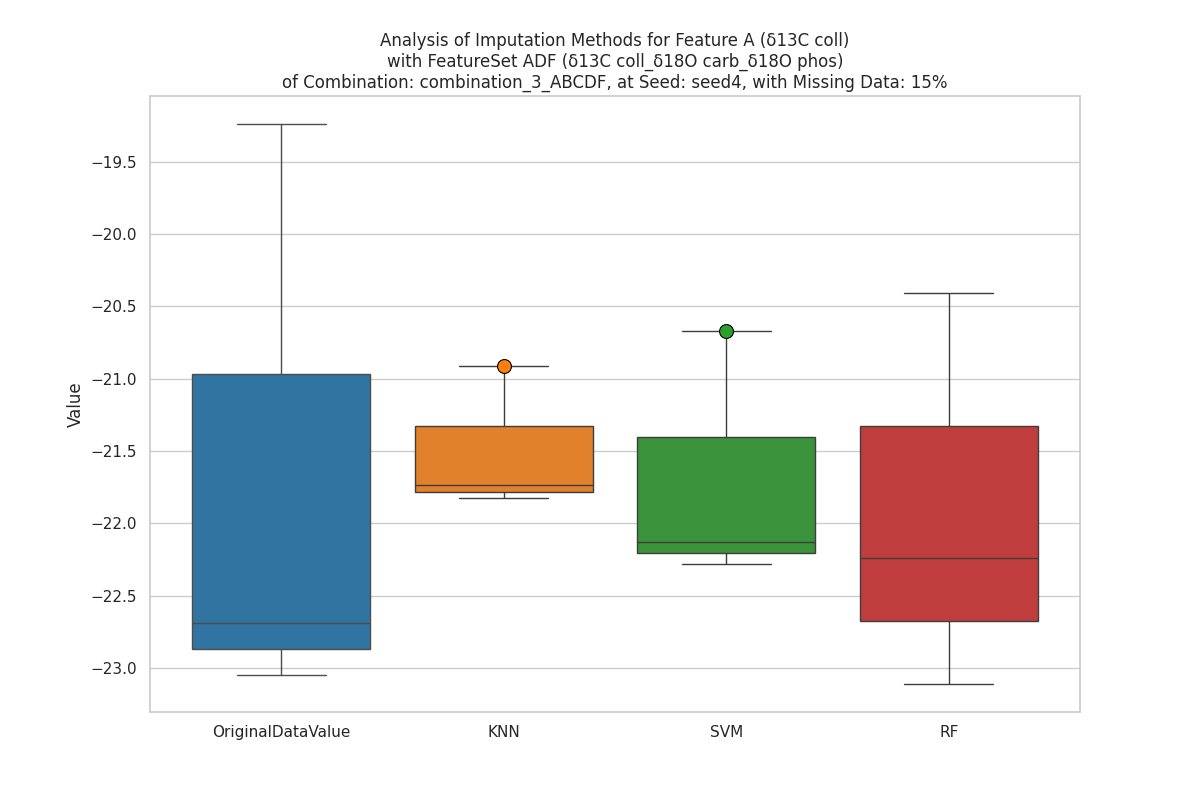 Analysis of Imputation Methods for Feature A (δ13C coll)
with FeatureSet ADF (δ13C coll_δ18O carb_δ18O phos)
of Combination: combination_3_ABCDF, at Seed: seed4, with Missing Data: 15%
Value
−19.5
−20.0
−20.5
−21.0
−21.5
−22.0
−22.5
−23.0
OriginalDataValue
KNN
SVM
RF